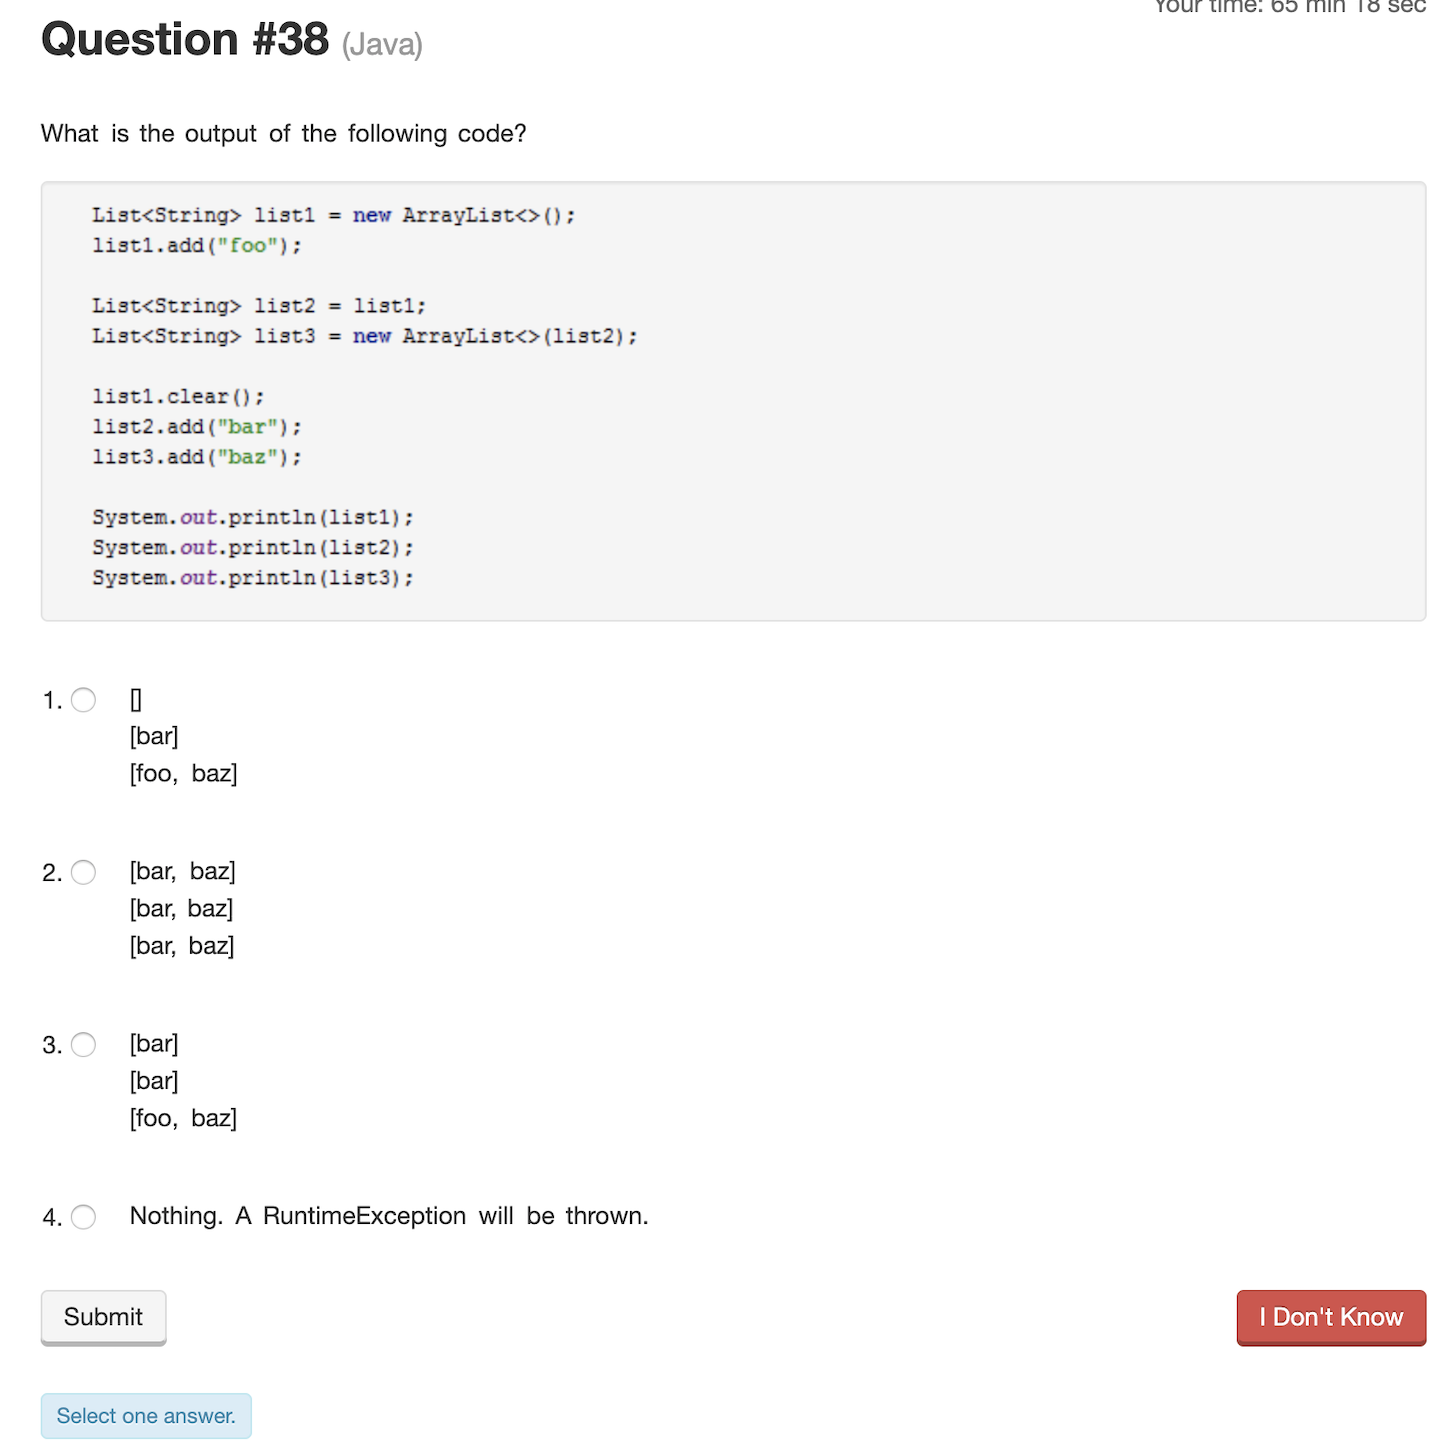 Your time: 65 min 18 sec
Question #38 (Java)
What is the output of the following code?
List<String> list1 = new ArrayList<>();
list1.add("foo");
List<String> list2 = list1;
List<String> list3 = new ArrayList<>(list2);
list1.clear();
list2.add("bar");
list3.add("baz");
System.out.println(list1);
System.out.println(list2);
System.out.println(list3);
1. []
[bar]
[foo, baz]
2. [bar, baz]
[bar, baz]
[bar, baz]
3. [bar]
[bar]
[foo, baz]
4. Nothing. A RuntimeException will be thrown.
Submit
I Don't Know
Select one answer.